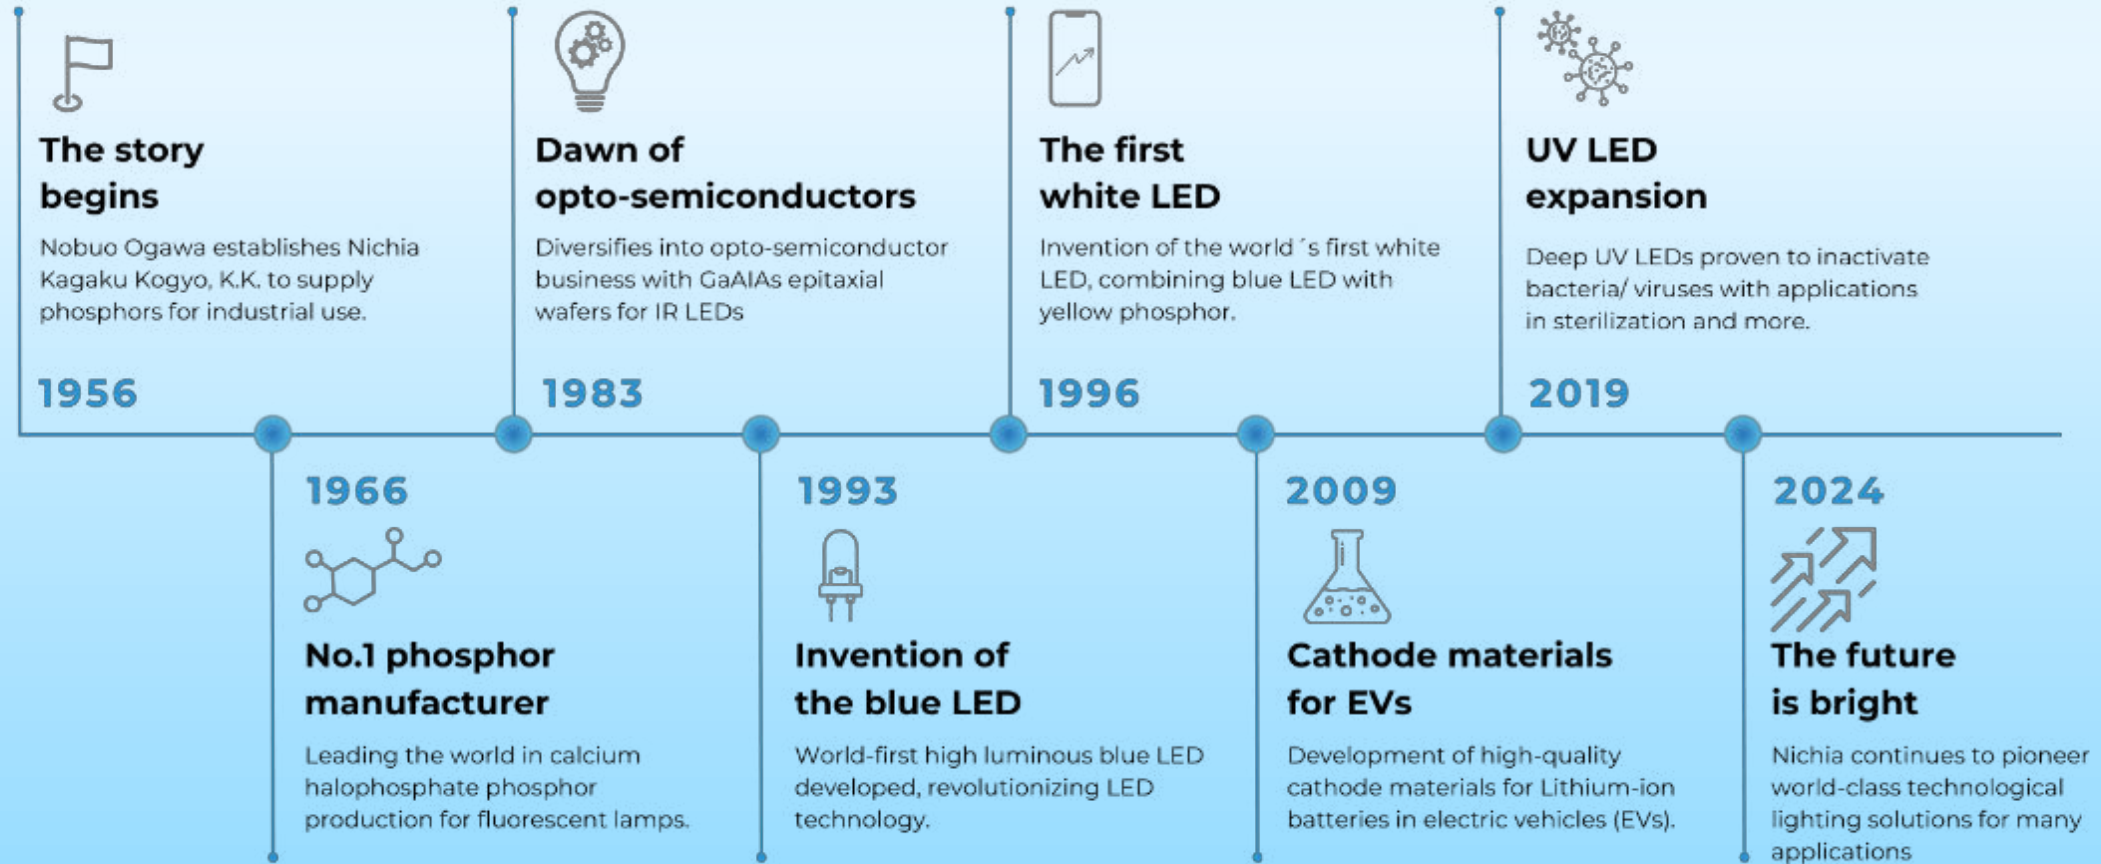 The story
begins
Nobuo Ogawa establishes Nichia
Kagaku Kogyo, K.K. to supply
phosphors for industrial use.
1956
1966
No.1 phosphor
manufacturer
Leading the world in calcium
halophosphate phosphor
production for fluorescent lamps.
Dawn of
opto-semiconductors
Diversifies into opto-semiconductor
business with GaAIAs epitaxial
wafers for IR LEDs
1983
1993
Invention of
the blue LED
World-first high luminous blue LED
developed, revolutionizing LED
technology.
The first
white LED
Invention of the world ´s first white
LED, combining blue LED with
yellow phosphor.
1996
2009
Cathode materials
for EVs
Development of high-quality
cathode materials for Lithium-ion
batteries in electric vehicles (EVs).
UV LED
expansion
Deep UV LEDs proven to inactivate
bacteria/ viruses with applications
in sterilization and more.
2019
2024
The future
is bright
Nichia continues to pioneer
world-class technological
lighting solutions for many
applications